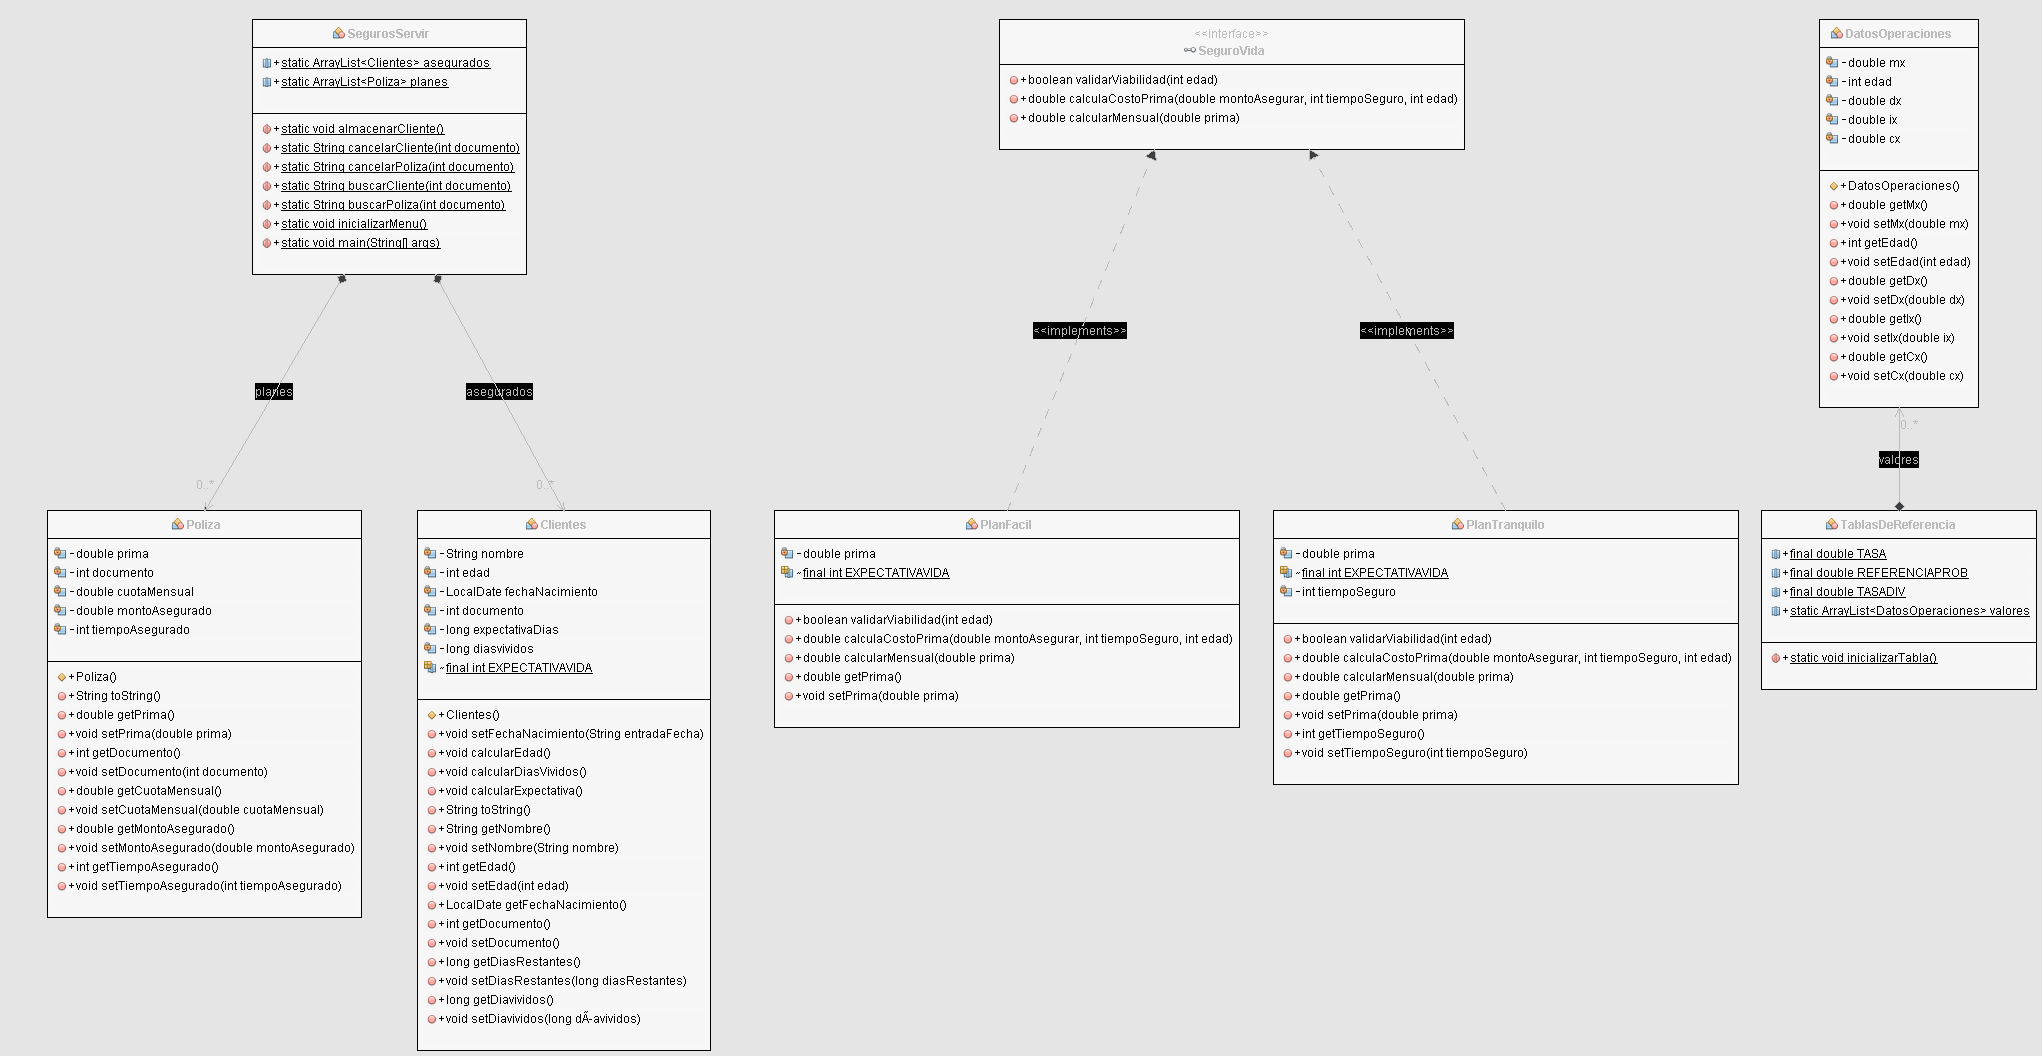 SegurosServir
+static ArrayList<Clientes> asegurados
+static ArrayList<Poliza> planes
+static void almacenarCliente()
+static String cancelarCliente(int documento)
+static String cancelarPoliza(int documento)
+static String buscarCliente(int documento)
+static String buscarPoliza(int documento)
+static void inicializarMenu()
+static void main(String[] args)
<<interface>>
SeguroVida
+boolean validarViabilidad(int edad)
+double calculaCostoPrima(double montoAsegurar, int tiempoSeguro, int edad)
+double calcularMensual(double prima)
DatosOperaciones
-double mx
-int edad
-double dx
-double ix
-double cx
+DatosOperaciones()
+double getMx()
+void setMx(double mx)
+int getEdad()
+void setEdad(int edad)
+double getDx()
+void setDx(double dx)
+double getIx()
+void setIx(double ix)
+double getCx()
+void setCx(double cx)
planes
asegurados
<<implements>>
<<implements>>
valores
0..*
0..*
0..*
Poliza
-double prima
-int documento
-double cuotaMensual
-double montoAsegurado
-int tiempoAsegurado
+Poliza()
+String toString()
+double getPrima()
+void setPrima(double prima)
+int getDocumento()
+void setDocumento(int documento)
+double getCuotaMensual()
+void setCuotaMensual(double cuotaMensual)
+double getMontoAsegurado()
+void setMontoAsegurado(double montoAsegurado)
+int getTiempoAsegurado()
+void setTiempoAsegurado(int tiempoAsegurado)
Clientes
-String nombre
-int edad
-LocalDate fechaNacimiento
-int documento
-long expectativaDias
-long diasvividos
~final int EXPECTATIVAVIDA
+Clientes()
+void setFechaNacimiento(String entradaFecha)
+void calcularEdad()
+void calcularDiasVividos()
+void calcularExpectativa()
+String toString()
+String getNombre()
+void setNombre(String nombre)
+int getEdad()
+void setEdad(int edad)
+LocalDate getFechaNacimiento()
+int getDocumento()
+void setDocumento()
+long getDiasRestantes()
+void setDiasRestantes(long diasRestantes)
+long getDiavividos()
+void setDiavividos(long dÃ-avividos)
PlanFacil
-double prima
~final int EXPECTATIVAVIDA
+boolean validarViabilidad(int edad)
+double calculaCostoPrima(double montoAsegurar, int tiempoSeguro, int edad)
+double calcularMensual(double prima)
+double getPrima()
+void setPrima(double prima)
PlanTranquilo
-double prima
~final int EXPECTATIVAVIDA
-int tiempoSeguro
+boolean validarViabilidad(int edad)
+double calculaCostoPrima(double montoAsegurar, int tiempoSeguro, int edad)
+double calcularMensual(double prima)
+double getPrima()
+void setPrima(double prima)
+int getTiempoSeguro()
+void setTiempoSeguro(int tiempoSeguro)
TablasDeReferencia
+final double TASA
+final double REFERENCIAPROB
+final double TASADIV
+static ArrayList<DatosOperaciones> valores
+static void inicializarTabla()